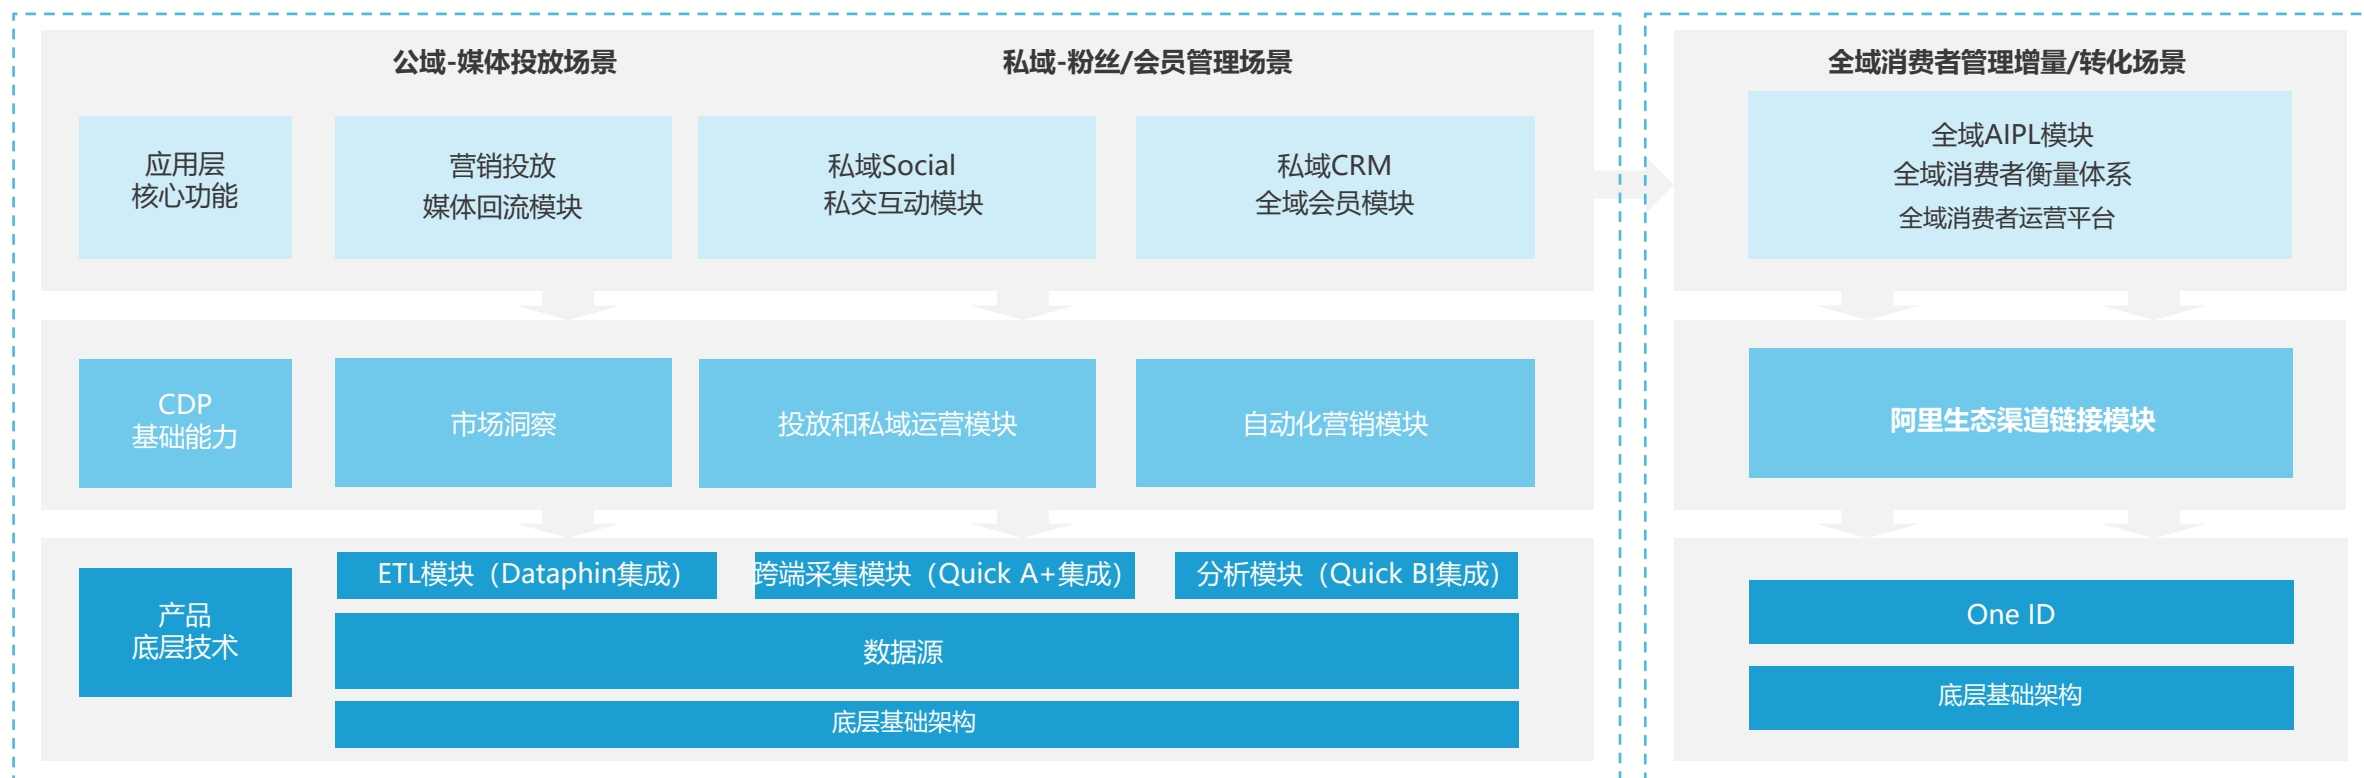 公域-媒体投放场景
私域-粉丝/会员管理场景
全域消费者管理增量/转化场景
应用层
核心功能
营销投放
媒体回流模块
私域Social
私交互动模块
私域CRM
全域会员模块
全域AIPL模块
全域消费者衡量体系
全域消费者运营平台
CDP
基础能力
市场洞察
投放和私域运营模块
自动化营销模块
阿里生态渠道链接模块
产品
底层技术
ETL模块（Dataphin集成）
跨端采集模块（Quick A+集成）
分析模块（Quick BI集成）
数据源
底层基础架构
One ID
底层基础架构